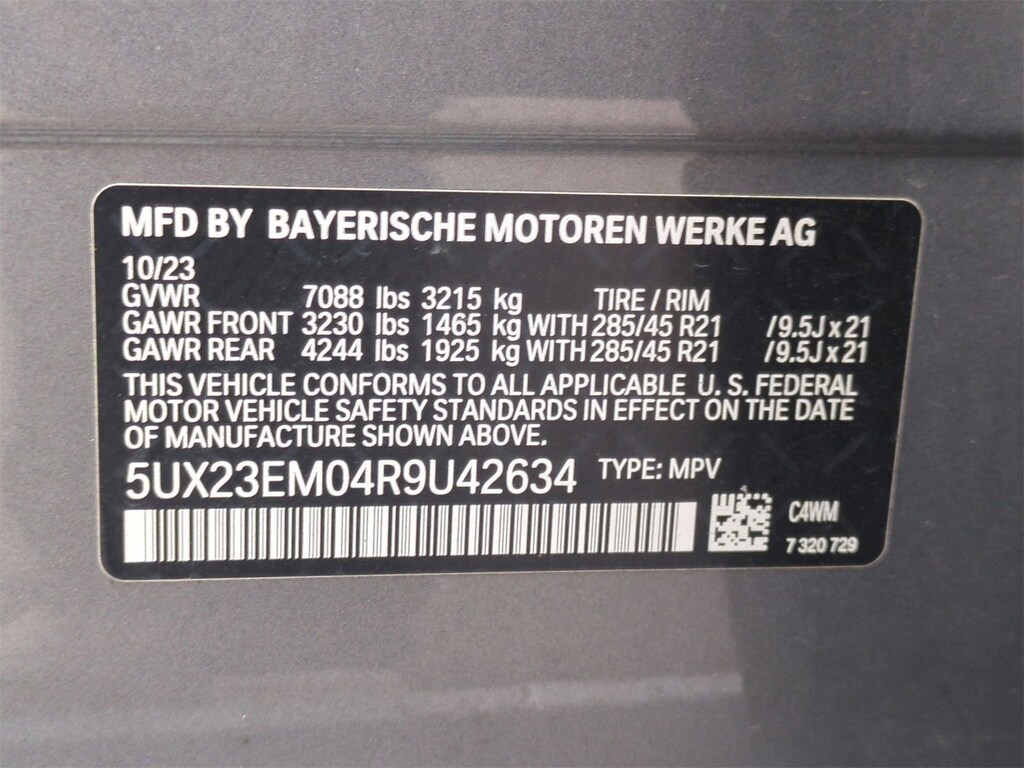 MFD BY BAYERISCHE MOTOREN WERKE AG
10/23
GVWR 7088 lbs 3215 kg TIRE / RIM
GAWR FRONT 3230 lbs 1465 kg WITH 285/45 R21 /9.5J x 21
GAWR REAR 4244 lbs 1925 kg WITH 285/45 R21 /9.5J x 21
THIS VEHICLE CONFORMS TO ALL APPLICABLE U. S. FEDERAL
MOTOR VEHICLE SAFETY STANDARDS IN EFFECT ON THE DATE
OF MANUFACTURE SHOWN ABOVE.
5UX23EM04R9U42634 TYPE: MPV
C4WM
7 320 729